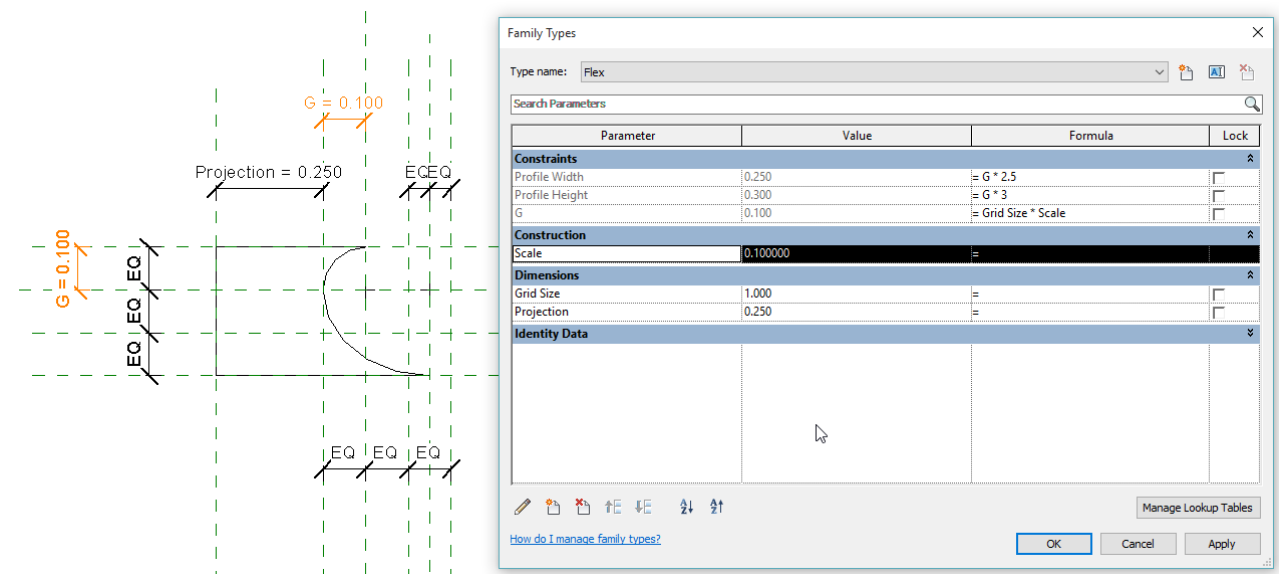 G = 0.100
Projection = 0.250
EQ EQ
G = 0.100
EQ
EQ
EQ
EQ EQ EQ
Family Types
Type name: Flex
Search Parameters
Parameter Value Formula Lock
Constraints
Profile Width 0.250 = G * 2.5
Profile Height 0.300 = G * 3
G 0.100 = Grid Size * Scale
Construction
Scale 0.100000 =
Dimensions
Grid Size 1.000 =
Projection 0.250 =
Identity Data
Manage Lookup Tables
How do I manage family types?
OK Cancel Apply